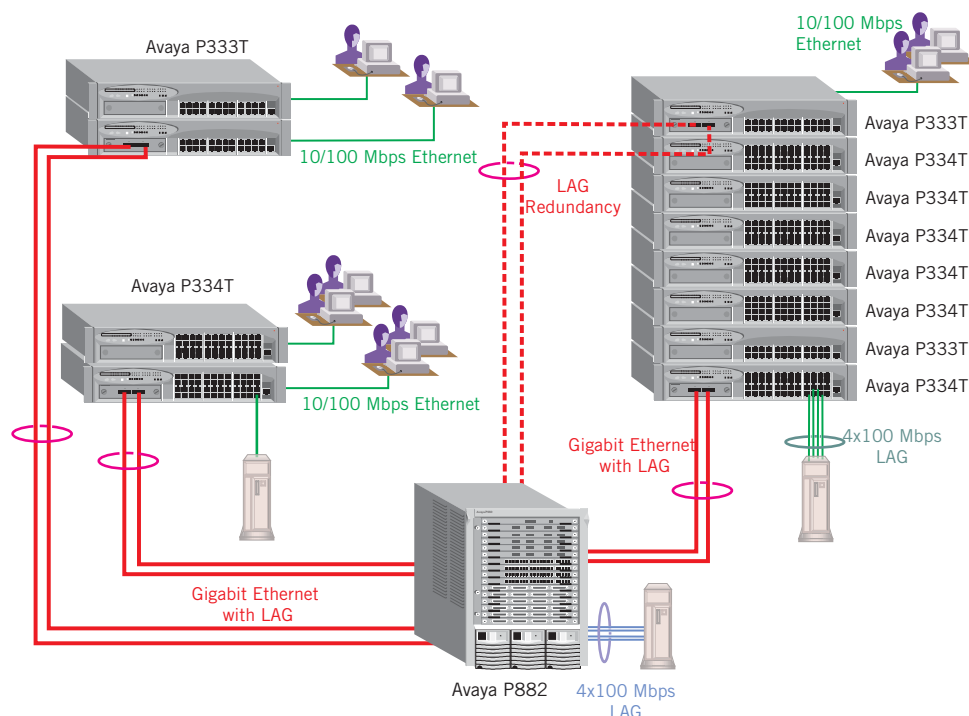 Avaya P333T
10/100 Mbps Ethernet
LAG
Redundancy
10/100 Mbps
Ethernet
Avaya P333T
Avaya P334T
Avaya P334T
Avaya P334T
Avaya P334T
Avaya P334T
Avaya P333T
Avaya P334T
Avaya P334T
10/100 Mbps Ethernet
Gigabit Ethernet
with LAG
4x100 Mbps
LAG
Gigabit Ethernet
with LAG
Avaya P882
4x100 Mbps
LAG